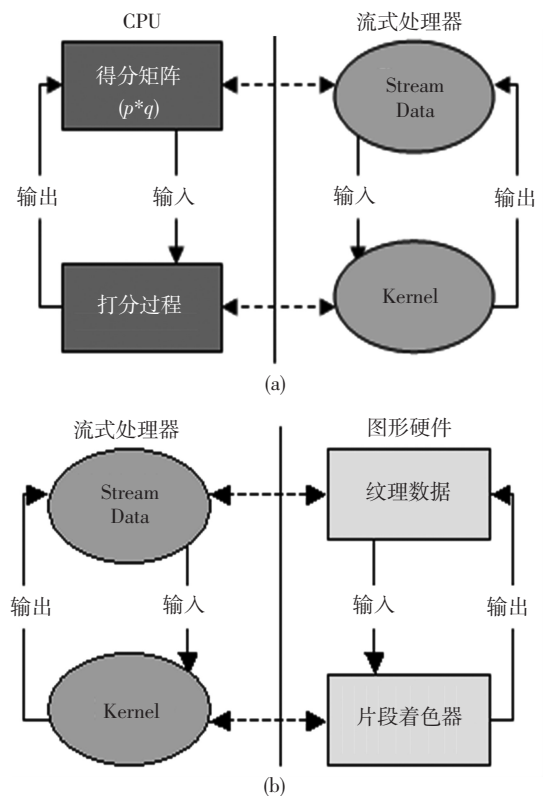 CPU
流式处理器
得分矩阵
(p*q)
Stream
Data
输出
输入
输入
输出
打分过程
Kernel
(a)
流式处理器
图形硬件
Stream
Data
纹理数据
输出
输入
输入
输出
Kernel
片段着色器
(b)